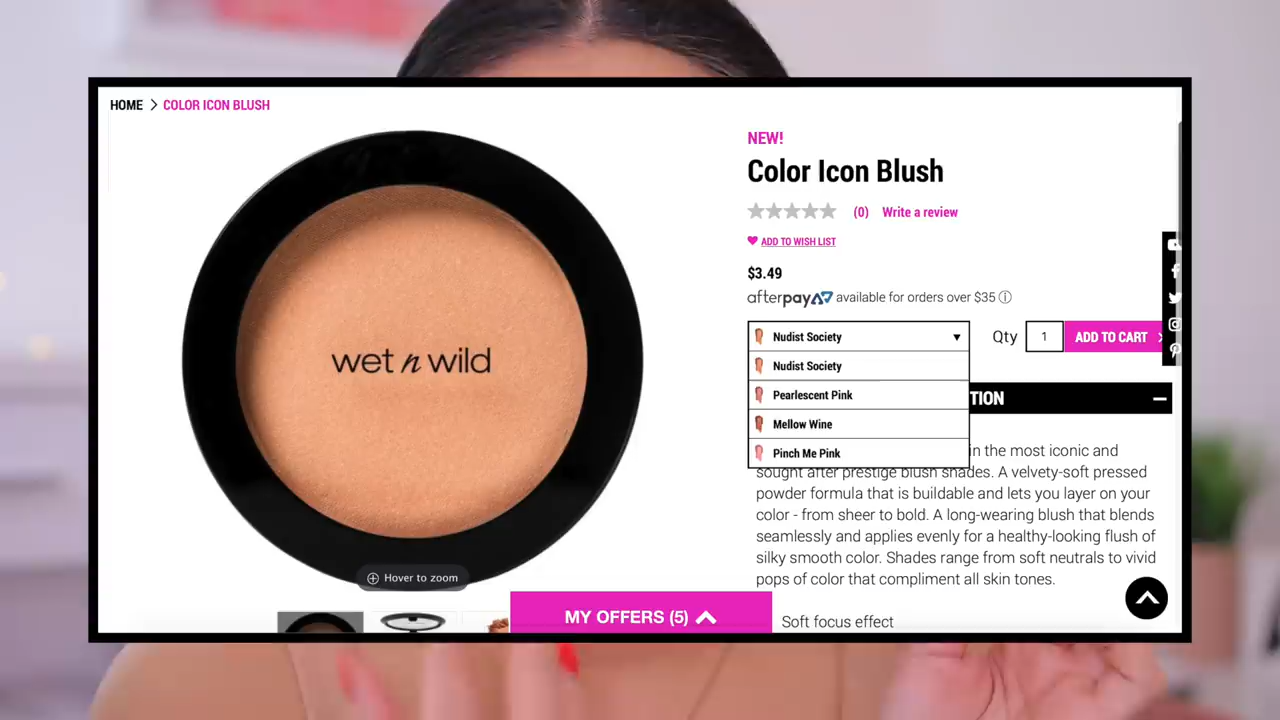 HOME > COLOR ICON BLUSH
wet n wild
Hover to zoom
NEW!
Color Icon Blush
(0) Write a review
ADD TO WISH LIST
$3.49
afterpay available for orders over $35
Nudist Society
Qty 1 ADD TO CART
Nudist Society
Pearlescent Pink
Mellow Wine
Pinch Me Pink
TION
in the most iconic and
sought after prestige blush shades. A velvety-soft pressed
powder formula that is buildable and lets you layer on your
color - from sheer to bold. A long-wearing blush that blends
seamlessly and applies evenly for a healthy-looking flush of
silky smooth color. Shades range from soft neutrals to vivid
pops of color that compliment all skin tones.
Soft focus effect
MY OFFERS (5)